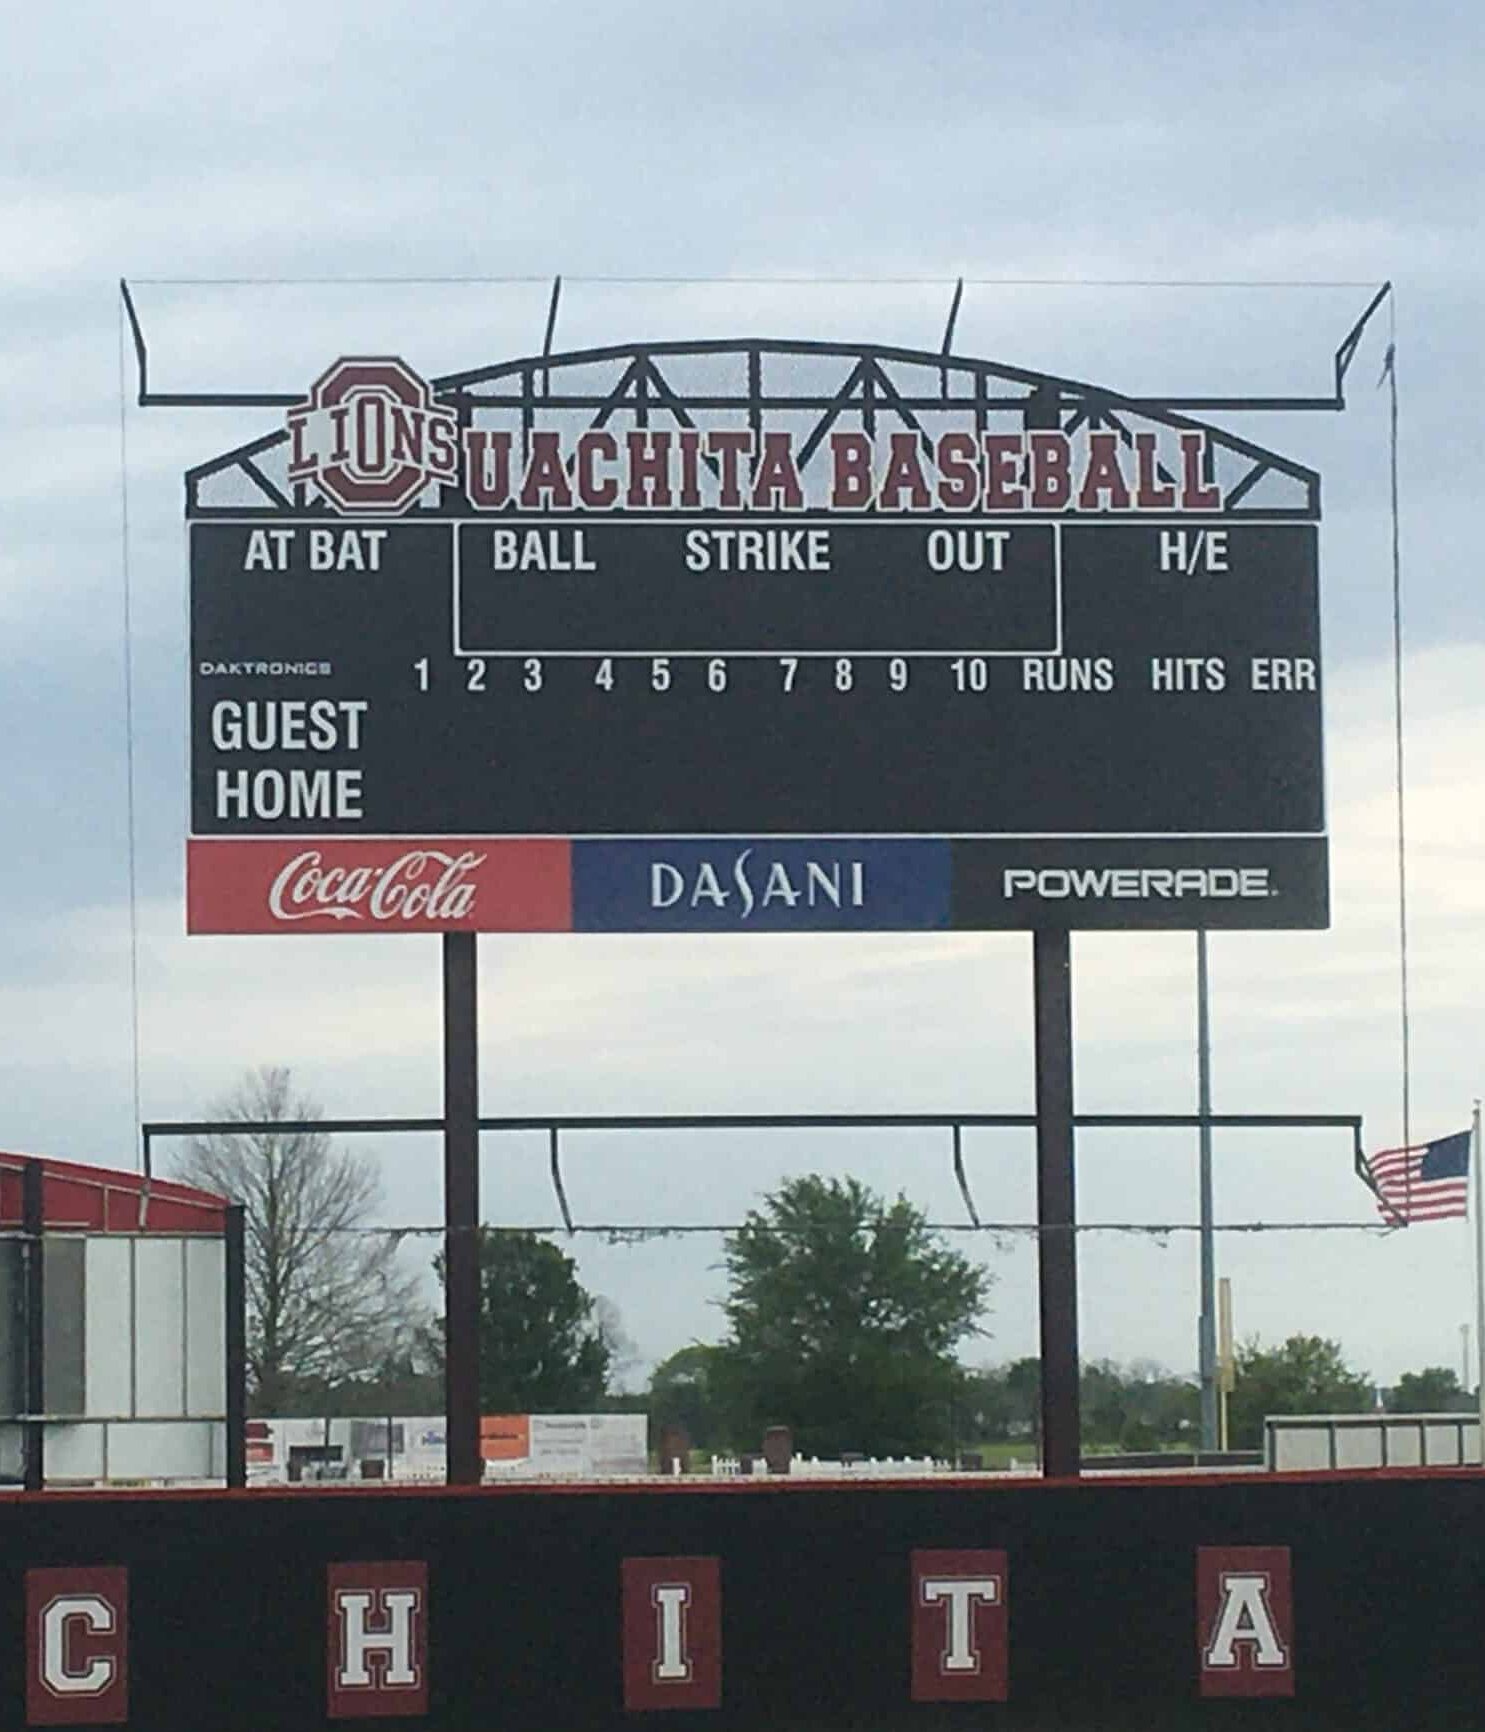 LIONS
OUACHITA BASEBALL
AT BAT BALL STRIKE OUT H/E
DAKTRONICS 1 2 3 4 5 6 7 8 9 10 RUNS HITS ERR
GUEST
HOME
Coca-Cola DASANI POWERADE
C H I T A